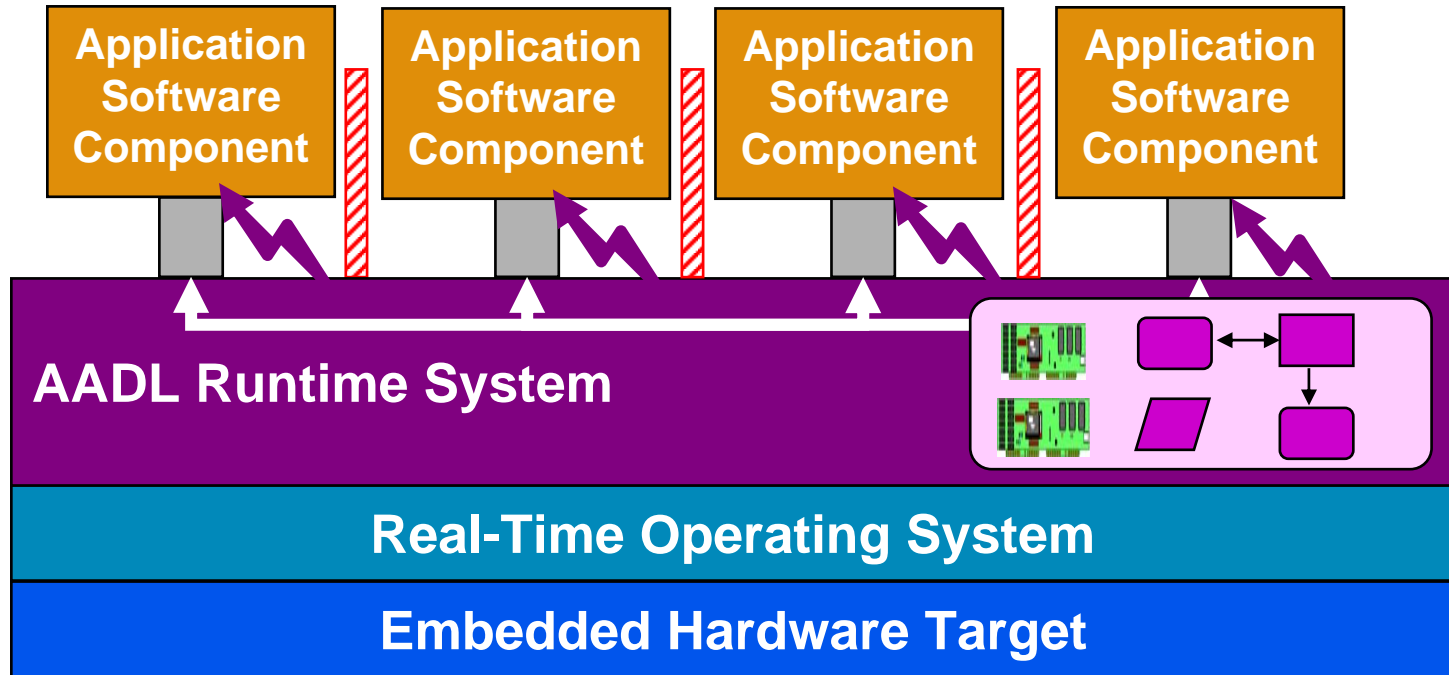 Application
Software
Component
Application
Software
Component
Application
Software
Component
Application
Software
Component
AADL Runtime System
Real-Time Operating System
Embedded Hardware Target